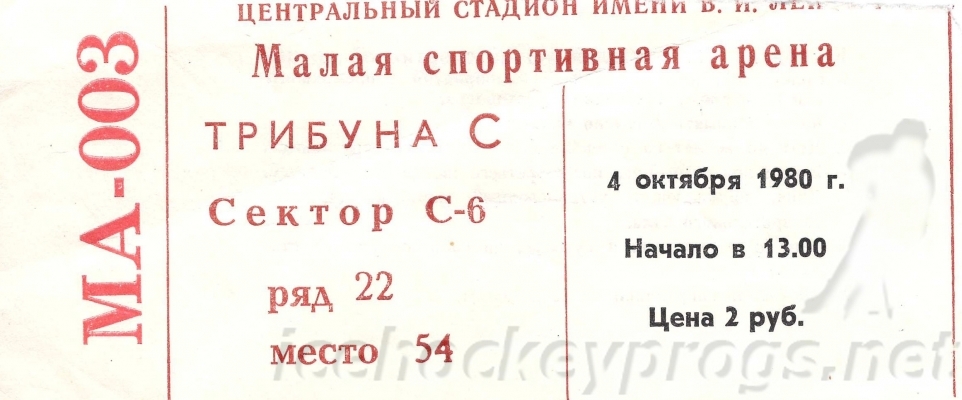 ЦЕНТРАЛЬНЫЙ СТАДИОН ИМЕНИ В. И.
Малая спортивная арена
МА-003
ТРИБУНА С
Сектор С-6
ряд 22
место 54
4 октября 1980 г.
Начало в 13.00
Цена 2 руб.
icehockeyprogs.net